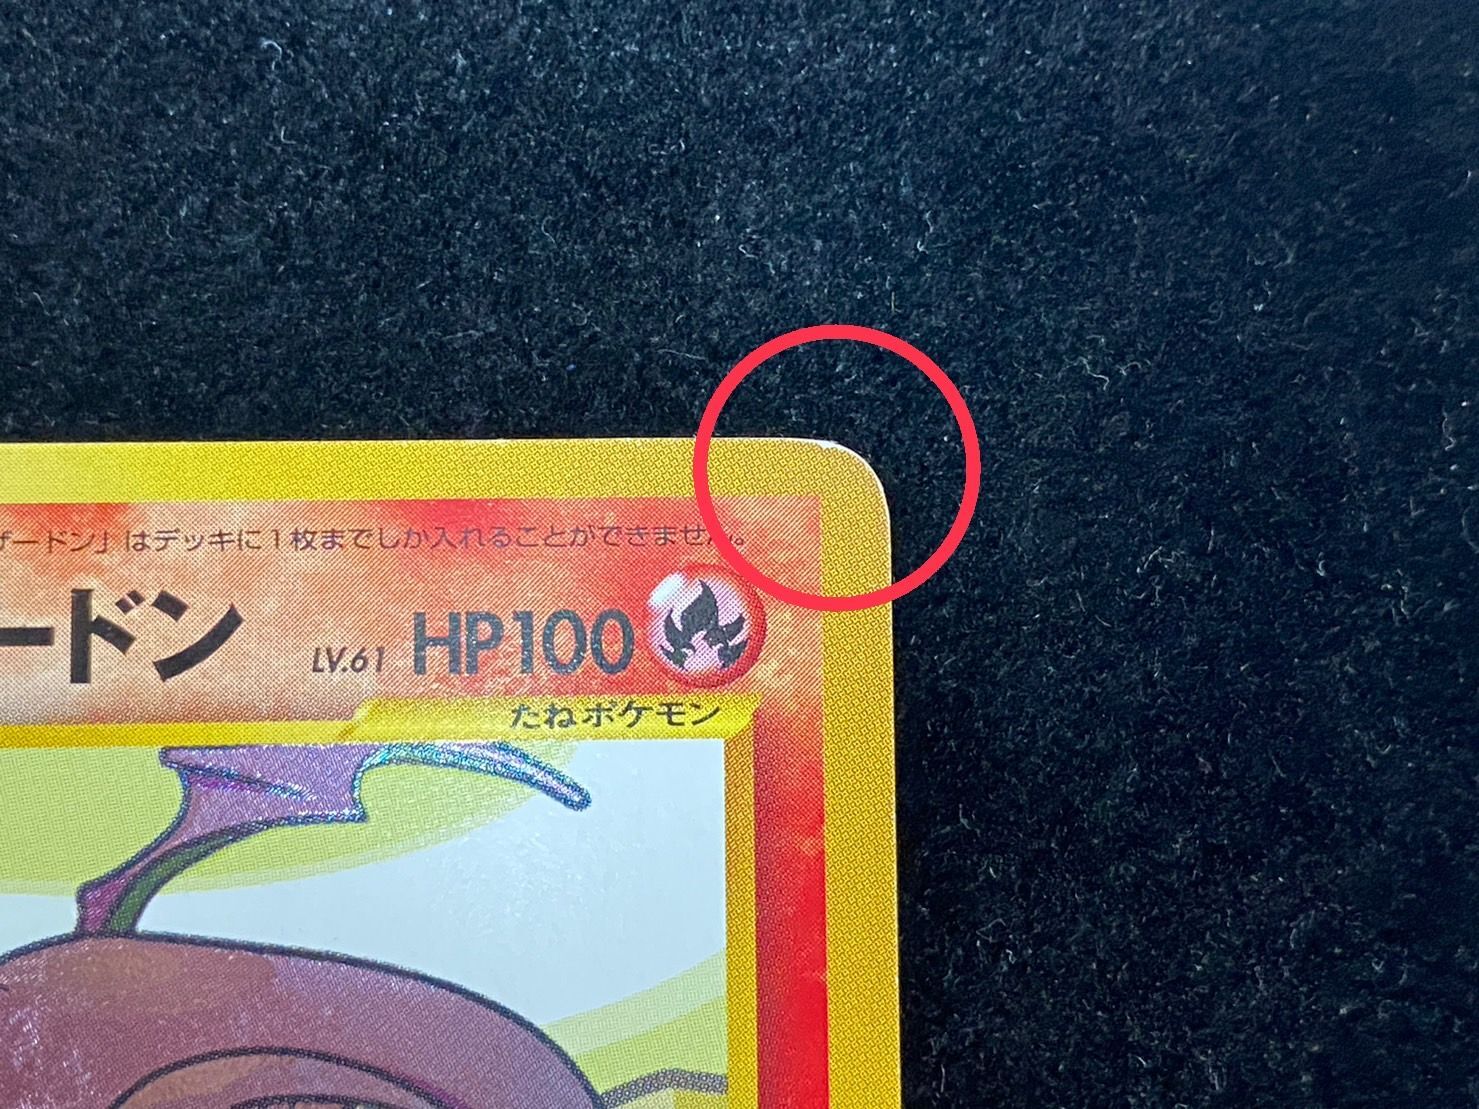 ザードン」はデッキに1枚までしか入れることができません。
ードン LV.61 HP100
たねポケモン